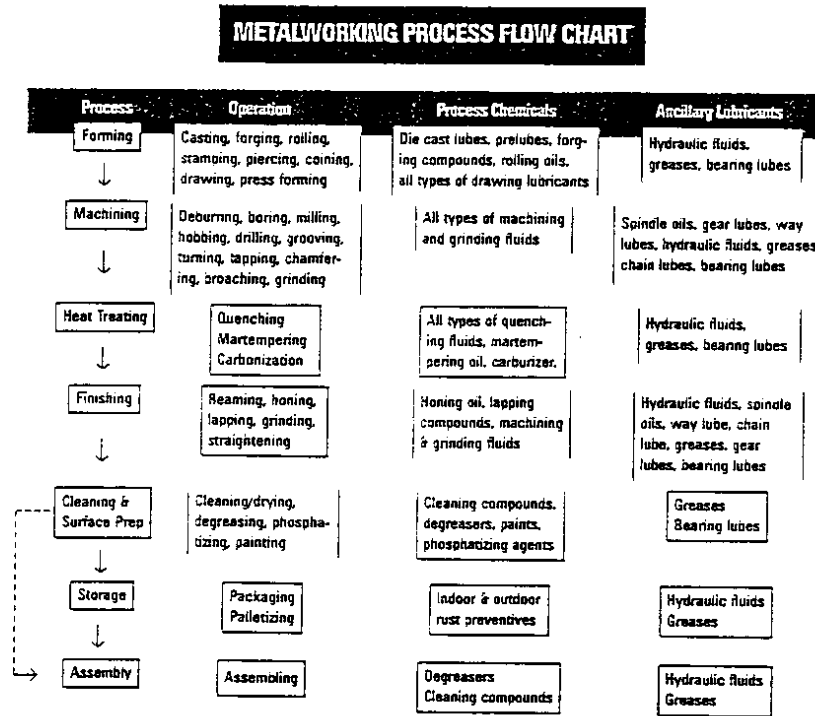 METALWORKING PROCESS FLOW CHART
Process Operation Process Chemicals Ancillary Lubricants
Forming
Casting, forging, rolling,
stamping, piercing, coining,
drawing, press forming
Die cast lubes, prelubes, forg-
ing compounds, rolling oils,
all types of drawing lubricants
Hydraulic fluids,
greases, bearing lubes
Machining
Deburring, boring, milling,
hobbing, drilling, grooving,
turning, tapping, chamfer-
ing, broaching, grinding
All types of machining
and grinding fluids
Spindle oils, gear lubes, way
lubes, hydraulic fluids, greases
chain lubes, bearing lubes
Heat Treating
Quenching
Martempering
Carbonization
All types of quench-
ing fluids, martem-
pering oil, carburizer.
Hydraulic fluids,
greases, bearing lubes
Finishing
Reaming, honing,
lapping, grinding,
straightening
Honing oil, lapping
compounds, machining
& grinding fluids
Hydraulic fluids, spindle
oils, way lube, chain
lube, greases, gear
lubes, bearing lubes
Cleaning &
Surface Prep
Cleaning/drying,
degreasing, phospha-
tizing, painting
Cleaning compounds,
degreasers, paints,
phosphatizing agents
Greases
Bearing lubes
Storage
Packaging
Palletizing
Indoor & outdoor
rust preventives
Hydraulic fluids
Greases
Assembly
Assembling
Degreasers
Cleaning compounds
Hydraulic fluids
Greases